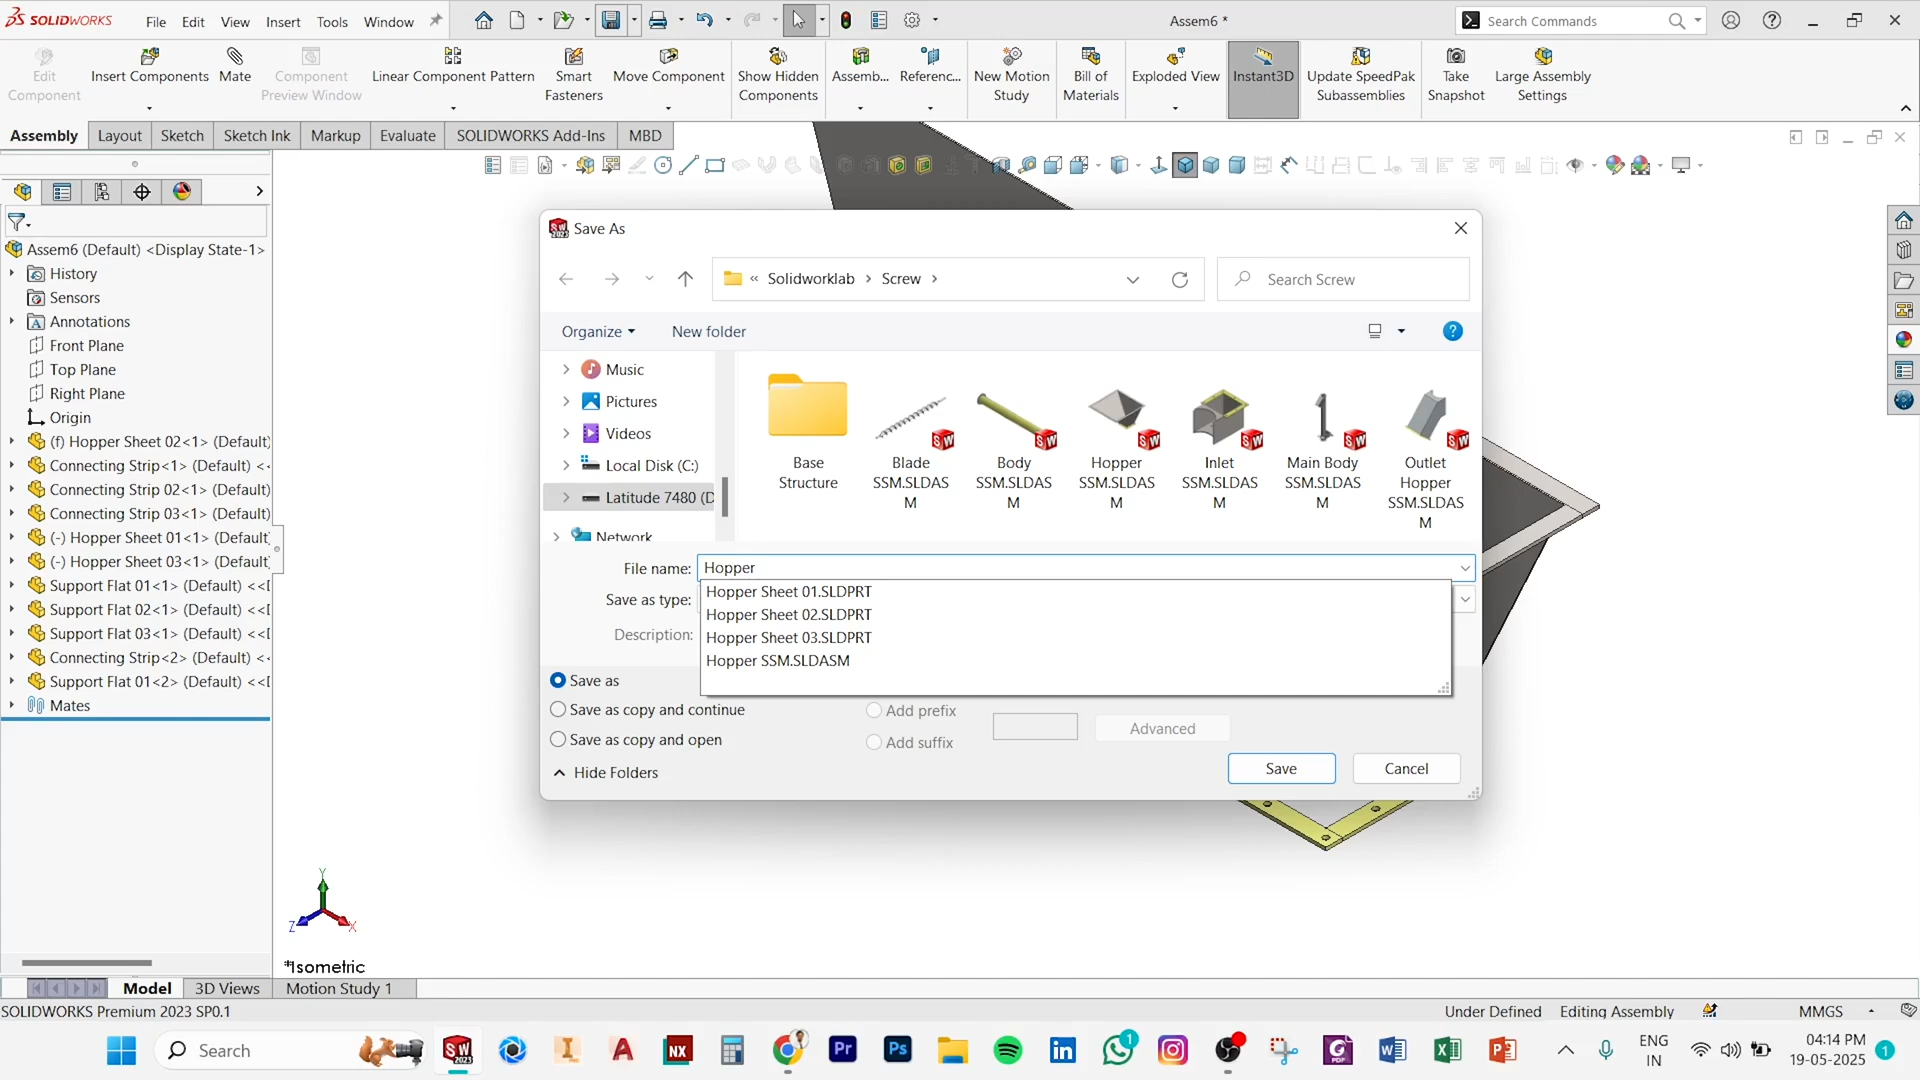 SOLIDWORKS File Edit View Insert Tools Window Assem6 * Search Commands
Edit Component
Insert Components
Mate
Component Preview Window
Linear Component Pattern
Smart Fasteners
Move Component
Show Hidden Components
Assemb...
Referenc...
New Motion Study
Bill of Materials
Exploded View
Instant3D
Update SpeedPak Subassemblies
Take Snapshot
Large Assembly Settings
Assembly Layout Sketch Sketch Ink Markup Evaluate SOLIDWORKS Add-Ins MBD
Assem6 (Default) <Display State-1>
History
Sensors
Annotations
Front Plane
Top Plane
Right Plane
Origin
(f) Hopper Sheet 02<1> (Default)
Connecting Strip<1> (Default) <
Connecting Strip 02<1> (Default)
Connecting Strip 03<1> (Default)
(-) Hopper Sheet 01<1> (Default
(-) Hopper Sheet 03<1> (Default
Support Flat 01<1> (Default) <<
Support Flat 02<1> (Default) <<
Support Flat 03<1> (Default) <<
Connecting Strip<2> (Default) <
Support Flat 01<2> (Default) <<
Mates
Save As
« Solidworklab > Screw >
Search Screw
Organize
New folder
Music
Pictures
Videos
Local Disk (C:)
Latitude 7480 (D
Network
Base Structure
Blade SSM.SLDASM
Body SSM.SLDASM
Hopper SSM.SLDASM
Inlet SSM.SLDASM
Main Body SSM.SLDASM
Outlet Hopper SSM.SLDASM
File name: Hopper
Hopper Sheet 01.SLDPRT
Save as type:
Hopper Sheet 02.SLDPRT
Description:
Hopper Sheet 03.SLDPRT
Hopper SSM.SLDASM
Save as
Save as copy and continue
Add prefix
Save as copy and open
Add suffix
Advanced
Hide Folders
Save
Cancel
Y
Z
X
*Isometric
Model 3D Views Motion Study 1
SOLIDWORKS Premium 2023 SP0.1 Under Defined Editing Assembly MMGS
Search
ENG
IN
04:14 PM
19-05-2025